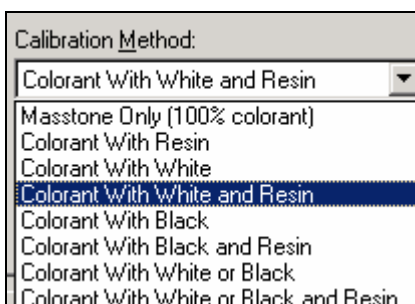 Calibration Method:
Colorant With White and Resin
Masstone Only (100% colorant)
Colorant With Resin
Colorant With White
Colorant With White and Resin
Colorant With Black
Colorant With Black and Resin
Colorant With White or Black
Colorant With White or Black and Resin